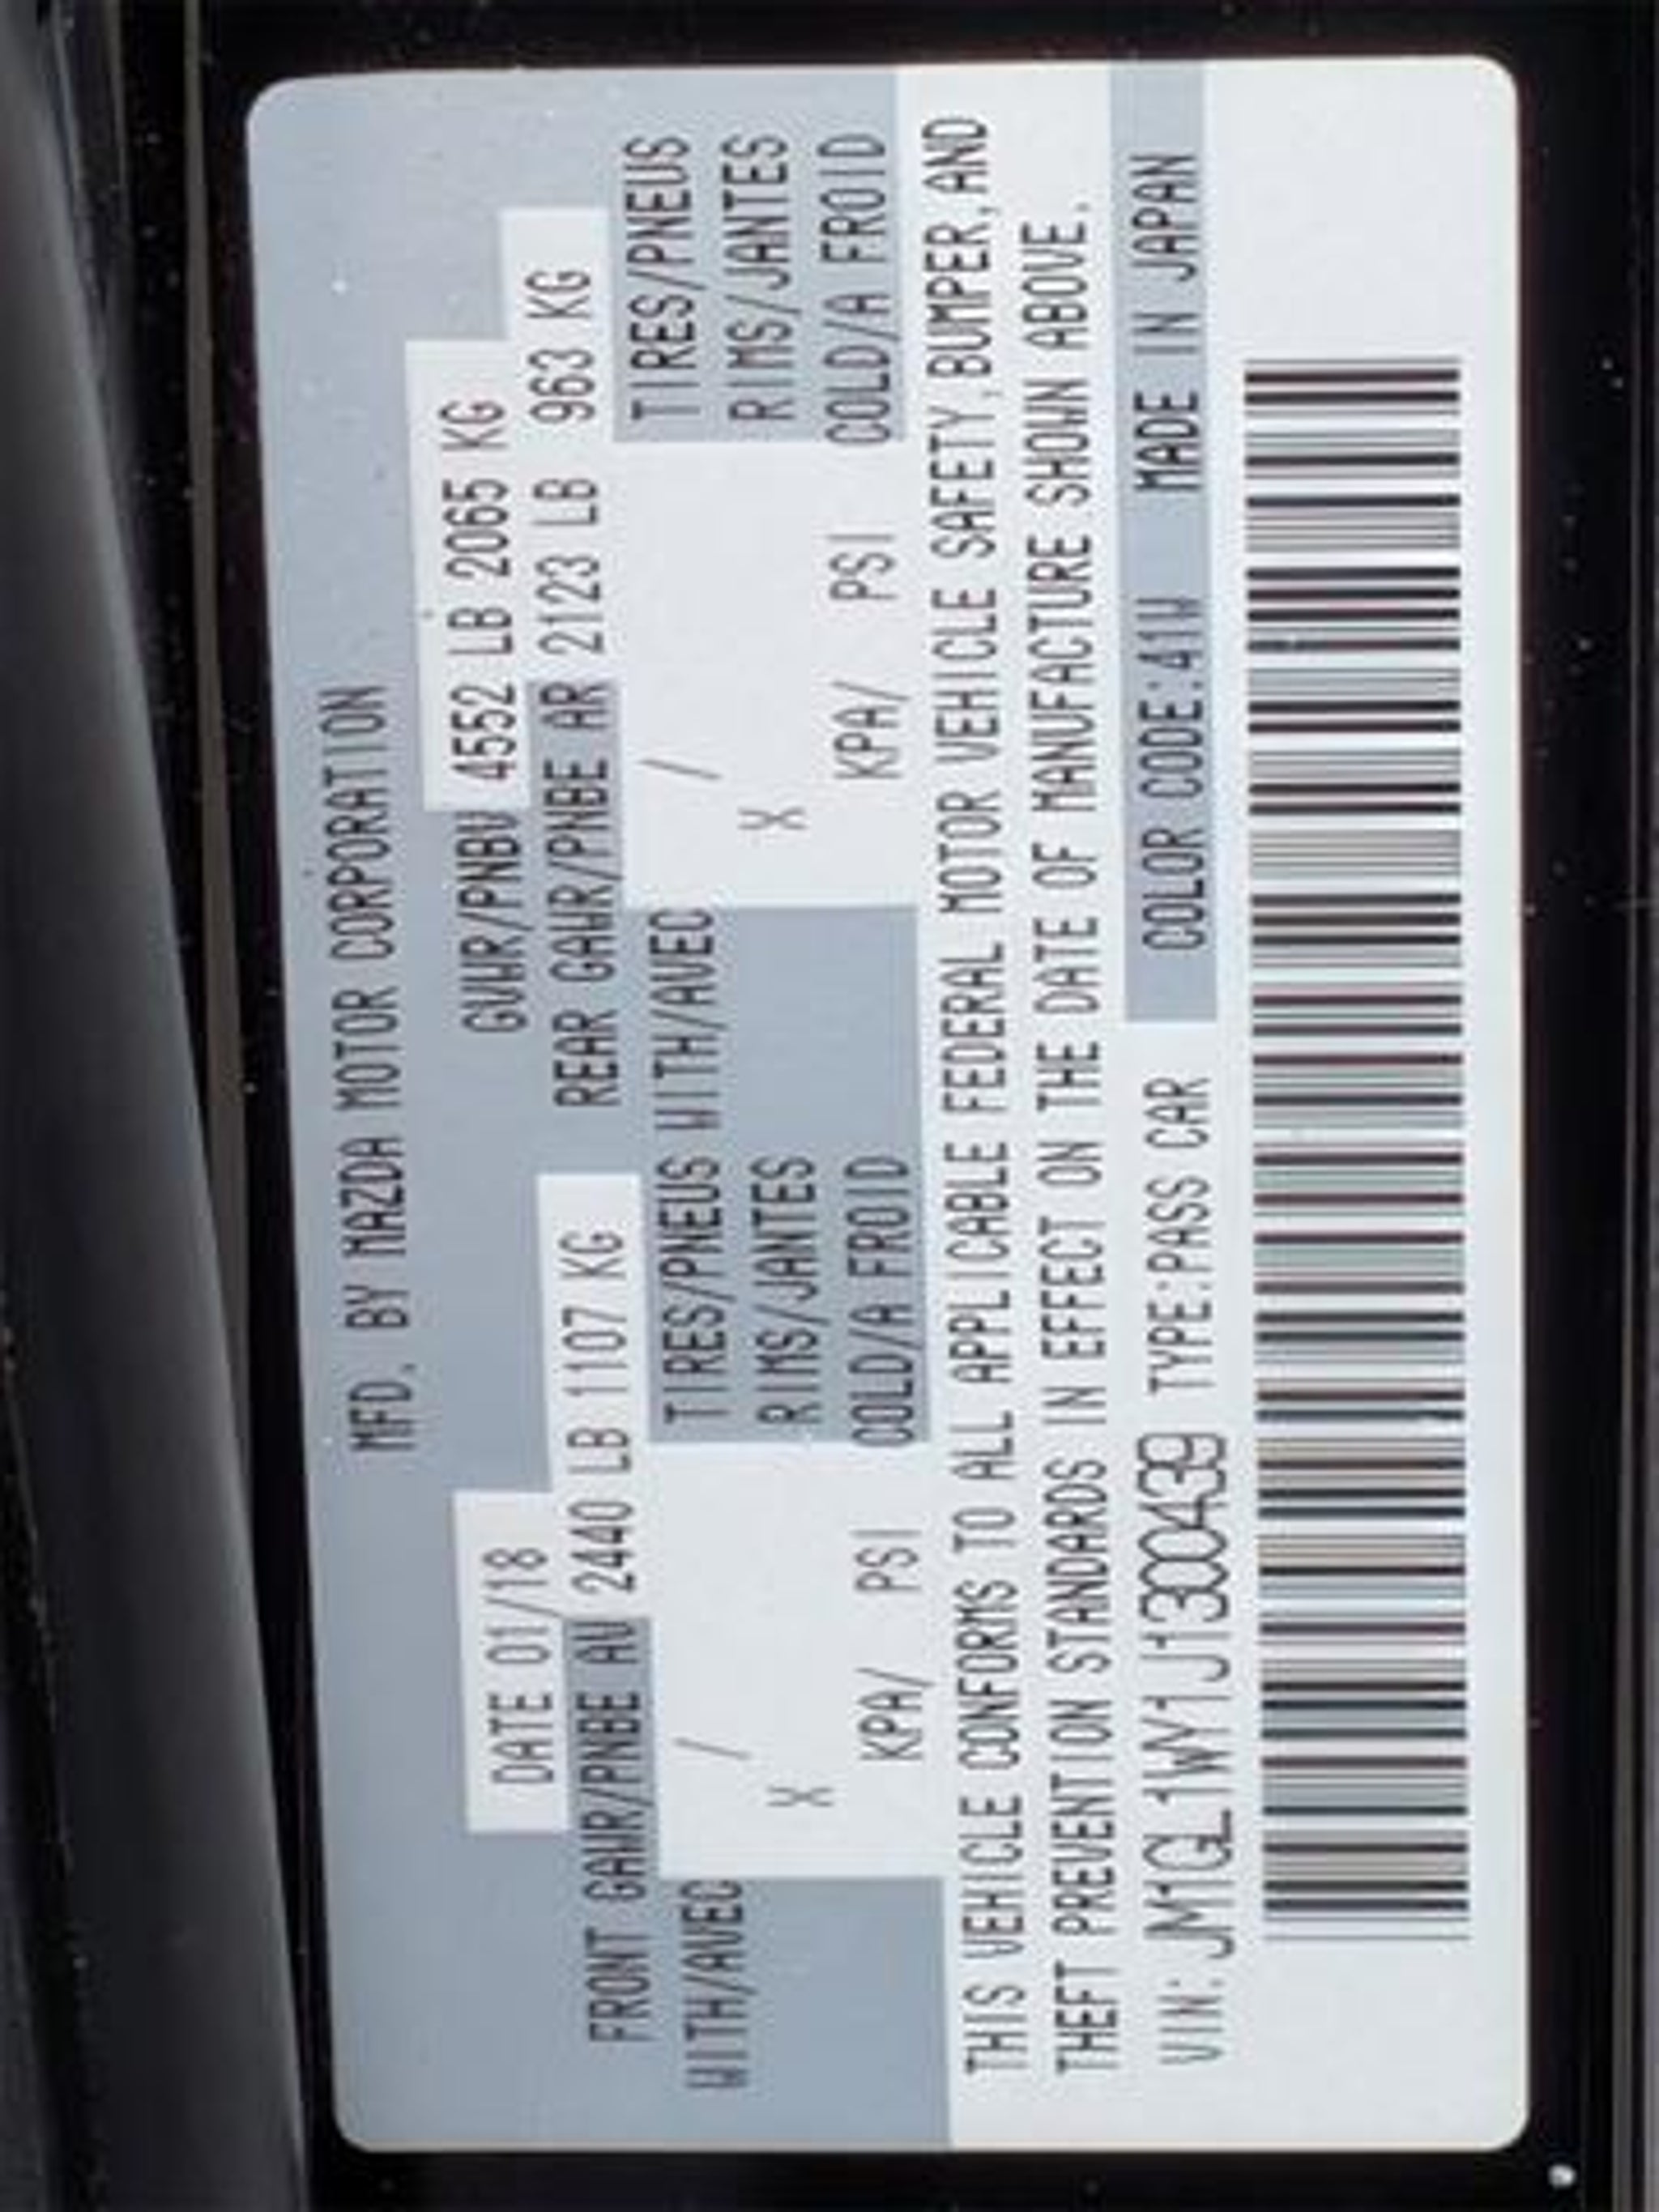 MFD. BY MAZDA MOTOR CORPORATION
DATE 01/18 GVWR/PNBV 4552 LB 2065 KG
FRONT GAWR/PNBE AV 2440 LB 1107 KG REAR GAWR/PNBE AR 2123 LB 963 KG
WITH/AVEC / TIRES/PNEUS WITH/AVEC / TIRES/PNEUS
X RIMS/JANTES X RIMS/JANTES
KPA/ PSI COLD/A FROID KPA/ PSI COLD/A FROID
THIS VEHICLE CONFORMS TO ALL APPLICABLE FEDERAL MOTOR VEHICLE SAFETY,BUMPER,AND
THEFT PREVENTION STANDARDS IN EFFECT ON THE DATE OF MANUFACTURE SHOWN ABOVE.
VIN:JM1GL1WY1J1300439 TYPE:PASS CAR COLOR CODE:41W MADE IN JAPAN